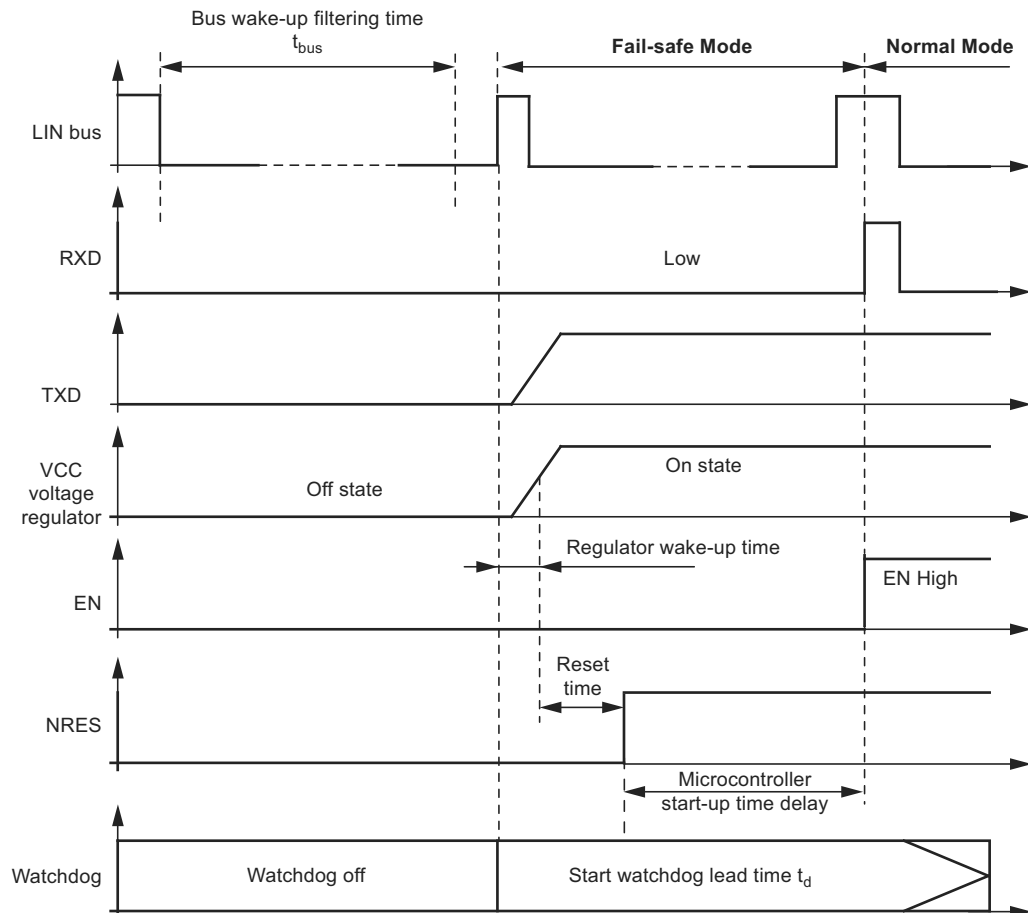 Bus wake-up filtering time
tbus
Fail-safe Mode
Normal Mode
LIN bus
RXD
Low
TXD
VCC
voltage
regulator
Off state
On state
Regulator wake-up time
EN
EN High
Reset
time
NRES
Microcontroller
start-up time delay
Watchdog
Watchdog off
Start watchdog lead time td